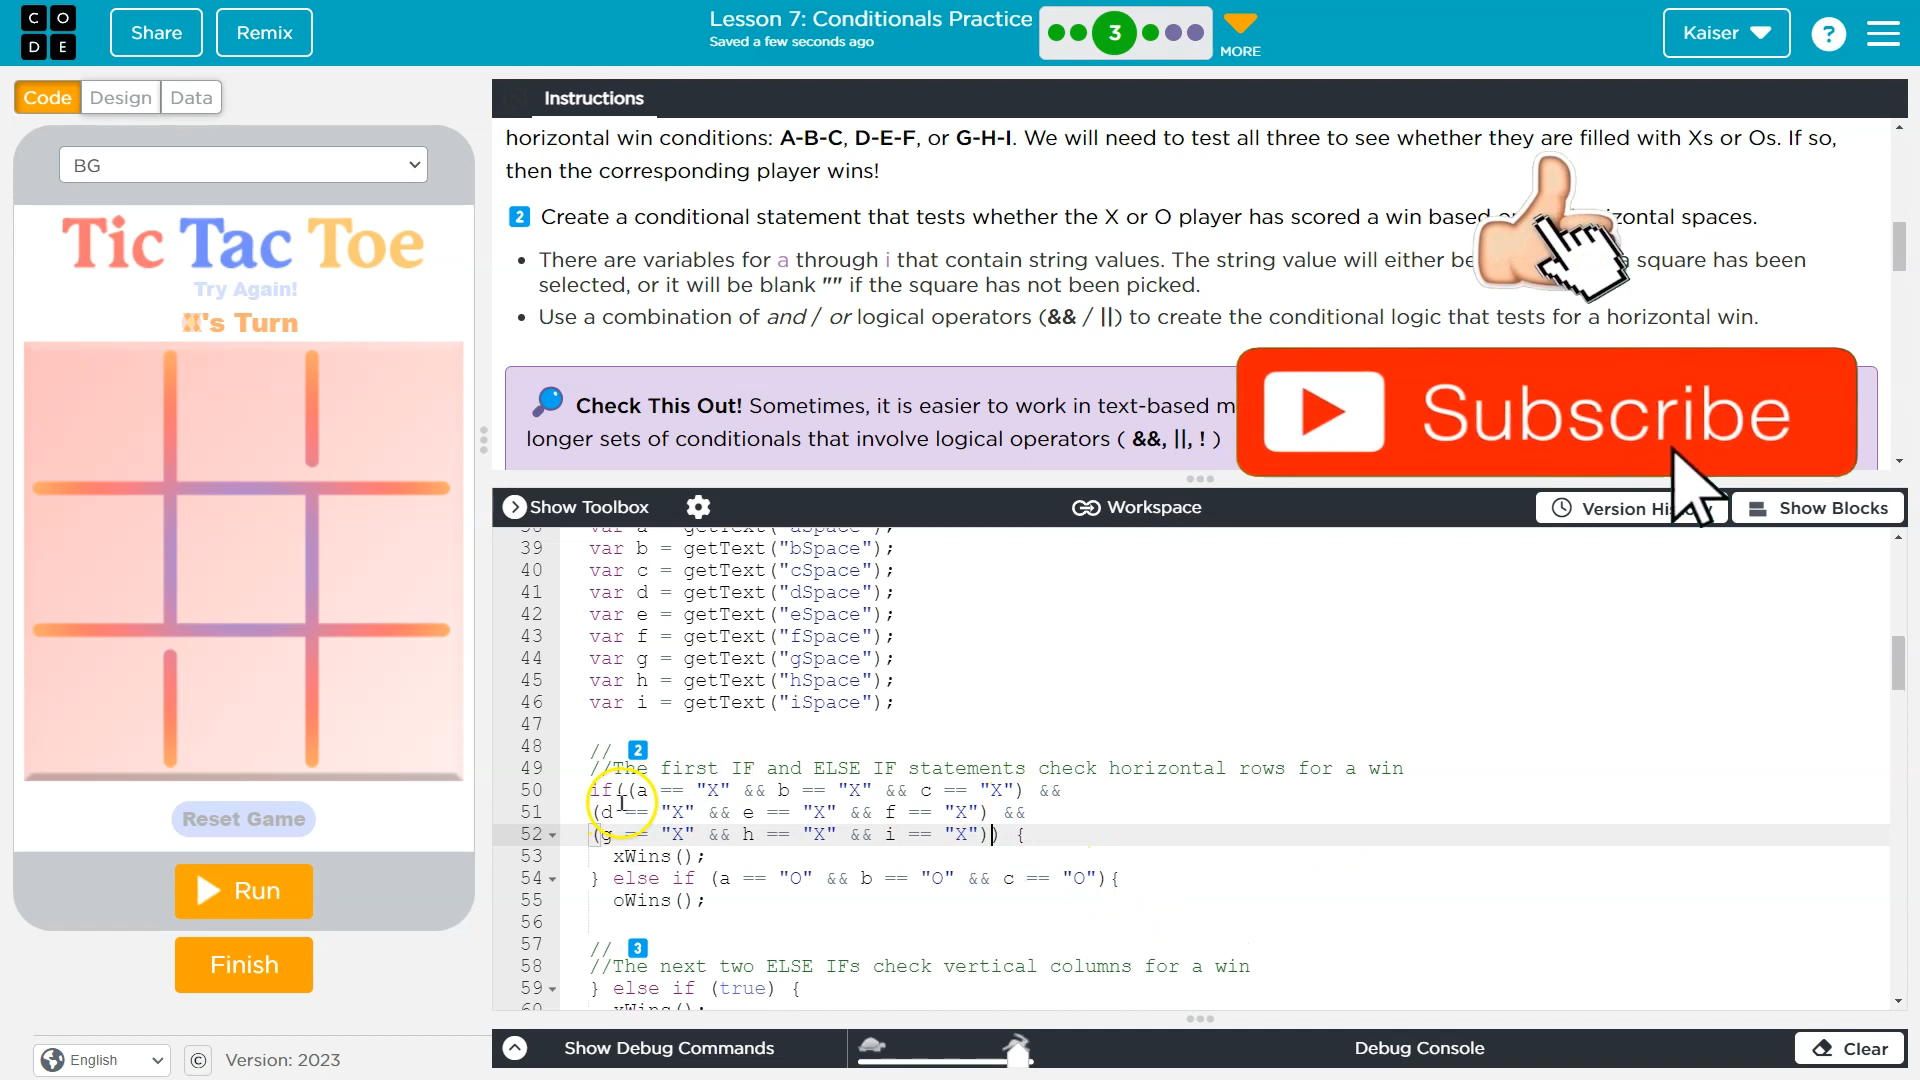 C O
D E
Share
Remix
Lesson 7: Conditionals Practice
Saved a few seconds ago
3
MORE
Kaiser
?
Code
Design
Data
BG
Tic Tac Toe
Try Again!
's Turn
Reset Game
Run
Finish
English
©
Version: 2023
Instructions
horizontal win conditions: A-B-C, D-E-F, or G-H-I. We will need to test all three to see whether they are filled with Xs or Os. If so,
then the corresponding player wins!
2 Create a conditional statement that tests whether the X or O player has scored a win based zontal spaces.
• There are variables for a through i that contain string values. The string value will either be a square has been
selected, or it will be blank "" if the square has not been picked.
• Use a combination of and / or logical operators (&& / ||) to create the conditional logic that tests for a horizontal win.
Check This Out! Sometimes, it is easier to work in text-based
longer sets of conditionals that involve logical operators ( &&, ||, ! )
Subscribe
Show Toolbox
Workspace
Version
Show Blocks
39 var b = getText("bSpace");
40 var c = getText("cSpace");
41 var d = getText("dSpace");
42 var e = getText("eSpace");
43 var f = getText("fSpace");
44 var g = getText("gSpace");
45 var h = getText("hSpace");
46 var i = getText("iSpace");
47
48 // 2
49 //The first IF and ELSE IF statements check horizontal rows for a win
50 if((a == "X" && b == "X" && c == "X") &&
51 (d == "X" && e == "X" && f == "X") &&
52 (g == "X" && h == "X" && i == "X")) {
53 xWins();
54 } else if (a == "O" && b == "O" && c == "O"){
55 oWins();
56
57 // 3
58 //The next two ELSE IFs check vertical columns for a win
59 } else if (true) {
Show Debug Commands
Debug Console
Clear